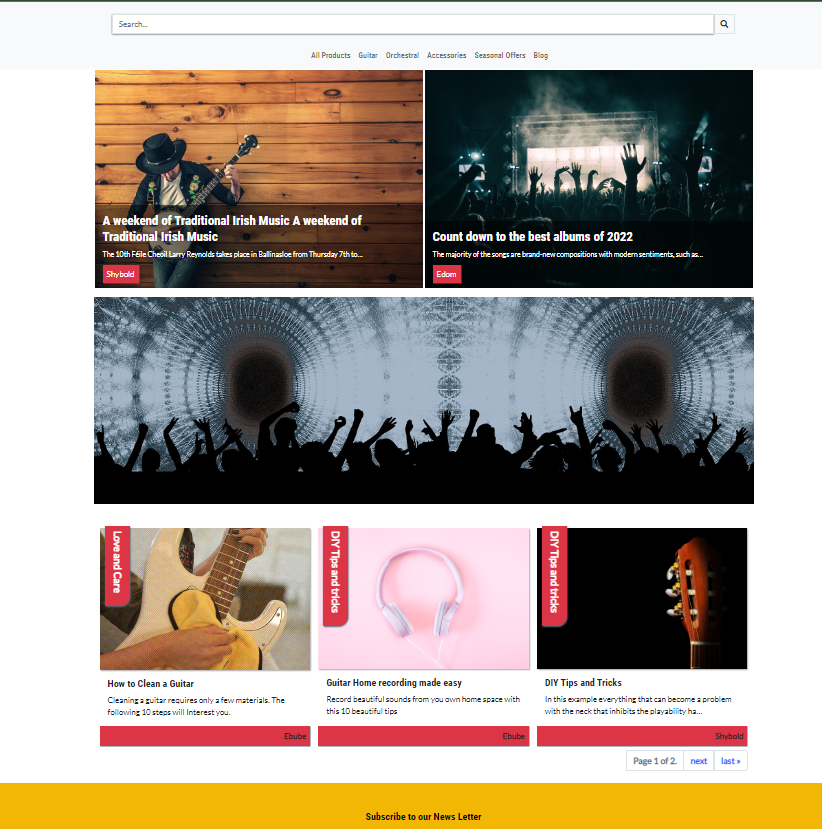 Search...
All Products Guitar Orchestral Accessories Seasonal Offers Blog
A weekend of Traditional Irish Music A weekend of
Traditional Irish Music
The 10th Féile Cheoil Larry Reynolds takes place in Ballinasloe from Thursday 7th to...
Shybold
Count down to the best albums of 2022
The majority of the songs are brand-new compositions with modern sentiments, such as...
Edom
Love and Care
How to Clean a Guitar
Cleaning a guitar requires only a few materials. The
following 10 steps will Interest you.
Ebube
DIY Tips and tricks
Guitar Home recording made easy
Record beautiful sounds from you own home space with
this 10 beautiful tips
Ebube
DIY Tips and tricks
DIY Tips and Tricks
In this example everything that can become a problem
with the neck that inhibits the playability ha...
Shybold
Page 1 of 2. next last »
Subscribe to our News Letter